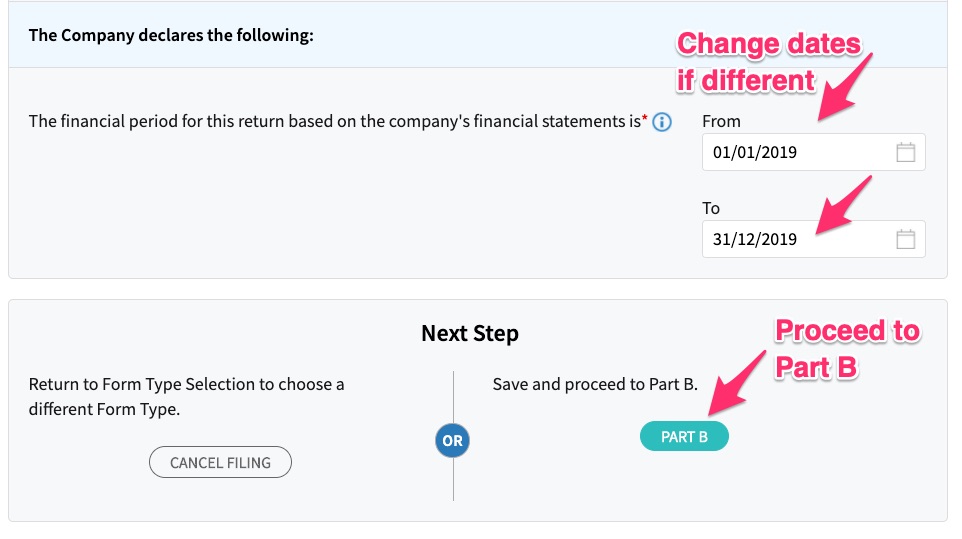 The Company declares the following:
Change dates
if different
The financial period for this return based on the company's financial statements is*
From
01/01/2019
To
31/12/2019
Next Step
Proceed to
Part B
Return to Form Type Selection to choose a
different Form Type.
CANCEL FILING
OR
Save and proceed to Part B.
PART B